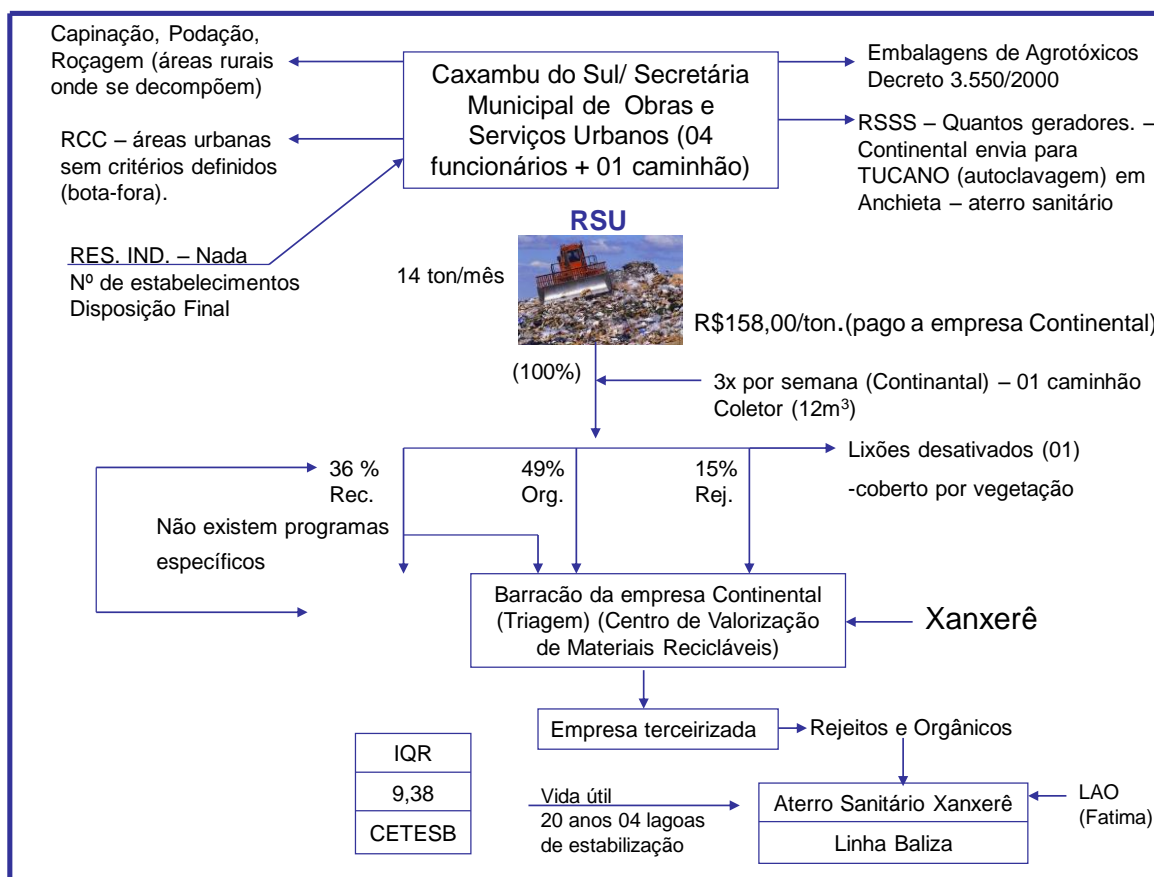 Capinação, Podação,
Roçagem (áreas rurais
onde se decompõem)
Caxambu do Sul/ Secretária
Municipal de Obras e
Serviços Urbanos (04
funcionários + 01 caminhão)
Embalagens de Agrotóxicos
Decreto 3.550/2000
RCC – áreas urbanas
sem critérios definidos
(bota-fora).
RSSS – Quantos geradores. –
Continental envia para
TUCANO (autoclavagem) em
Anchieta – aterro sanitário
RES. IND. – Nada
Nº de estabelecimentos
Disposição Final
RSU
14 ton/mês
R$158,00/ton.(pago a empresa Continental)
(100%)
3x por semana (Continantal) – 01 caminhão
Coletor (12m³)
36 %
Rec.
49%
Org.
15%
Rej.
Lixões desativados (01)
-coberto por vegetação
Não existem programas
específicos
Barracão da empresa Continental
(Triagem) (Centro de Valorização
de Materiais Recicláveis)
Xanxerê
Empresa terceirizada
Rejeitos e Orgânicos
IQR
9,38
CETESB
Vida útil
20 anos 04 lagoas
de estabilização
Aterro Sanitário Xanxerê
Linha Baliza
LAO
(Fatima)